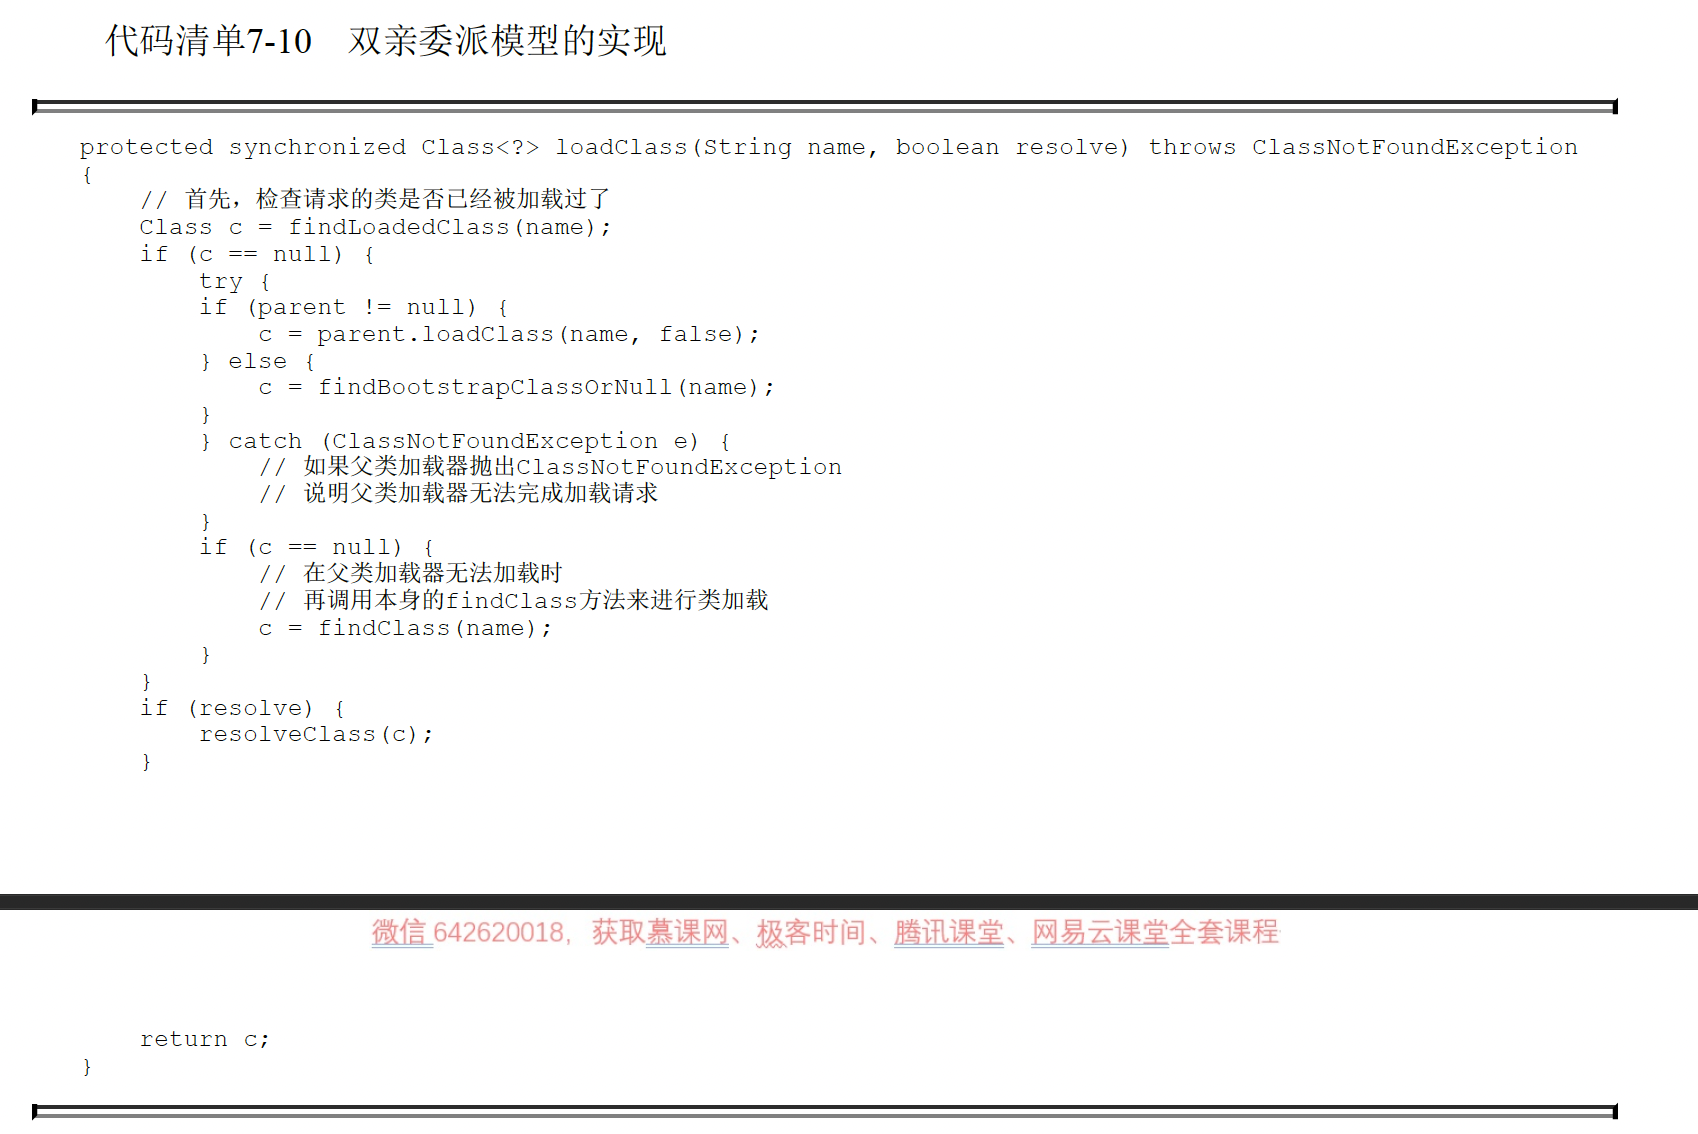 代码清单7-10 双亲委派模型的实现
protected synchronized Class<?> loadClass(String name, boolean resolve) throws ClassNotFoundException
{
    // 首先，检查请求的类是否已经被加载过了
    Class c = findLoadedClass(name);
    if (c == null) {
        try {
        if (parent != null) {
            c = parent.loadClass(name, false);
        } else {
            c = findBootstrapClassOrNull(name);
        }
        } catch (ClassNotFoundException e) {
            // 如果父类加载器抛出ClassNotFoundException
            // 说明父类加载器无法完成加载请求
        }
        if (c == null) {
            // 在父类加载器无法加载时
            // 再调用本身的findClass方法来进行类加载
            c = findClass(name);
        }
    }
    if (resolve) {
        resolveClass(c);
    }
微信 642620018，获取慕课网、极客时间、腾讯课堂、网易云课堂全套课程
    return c;
}